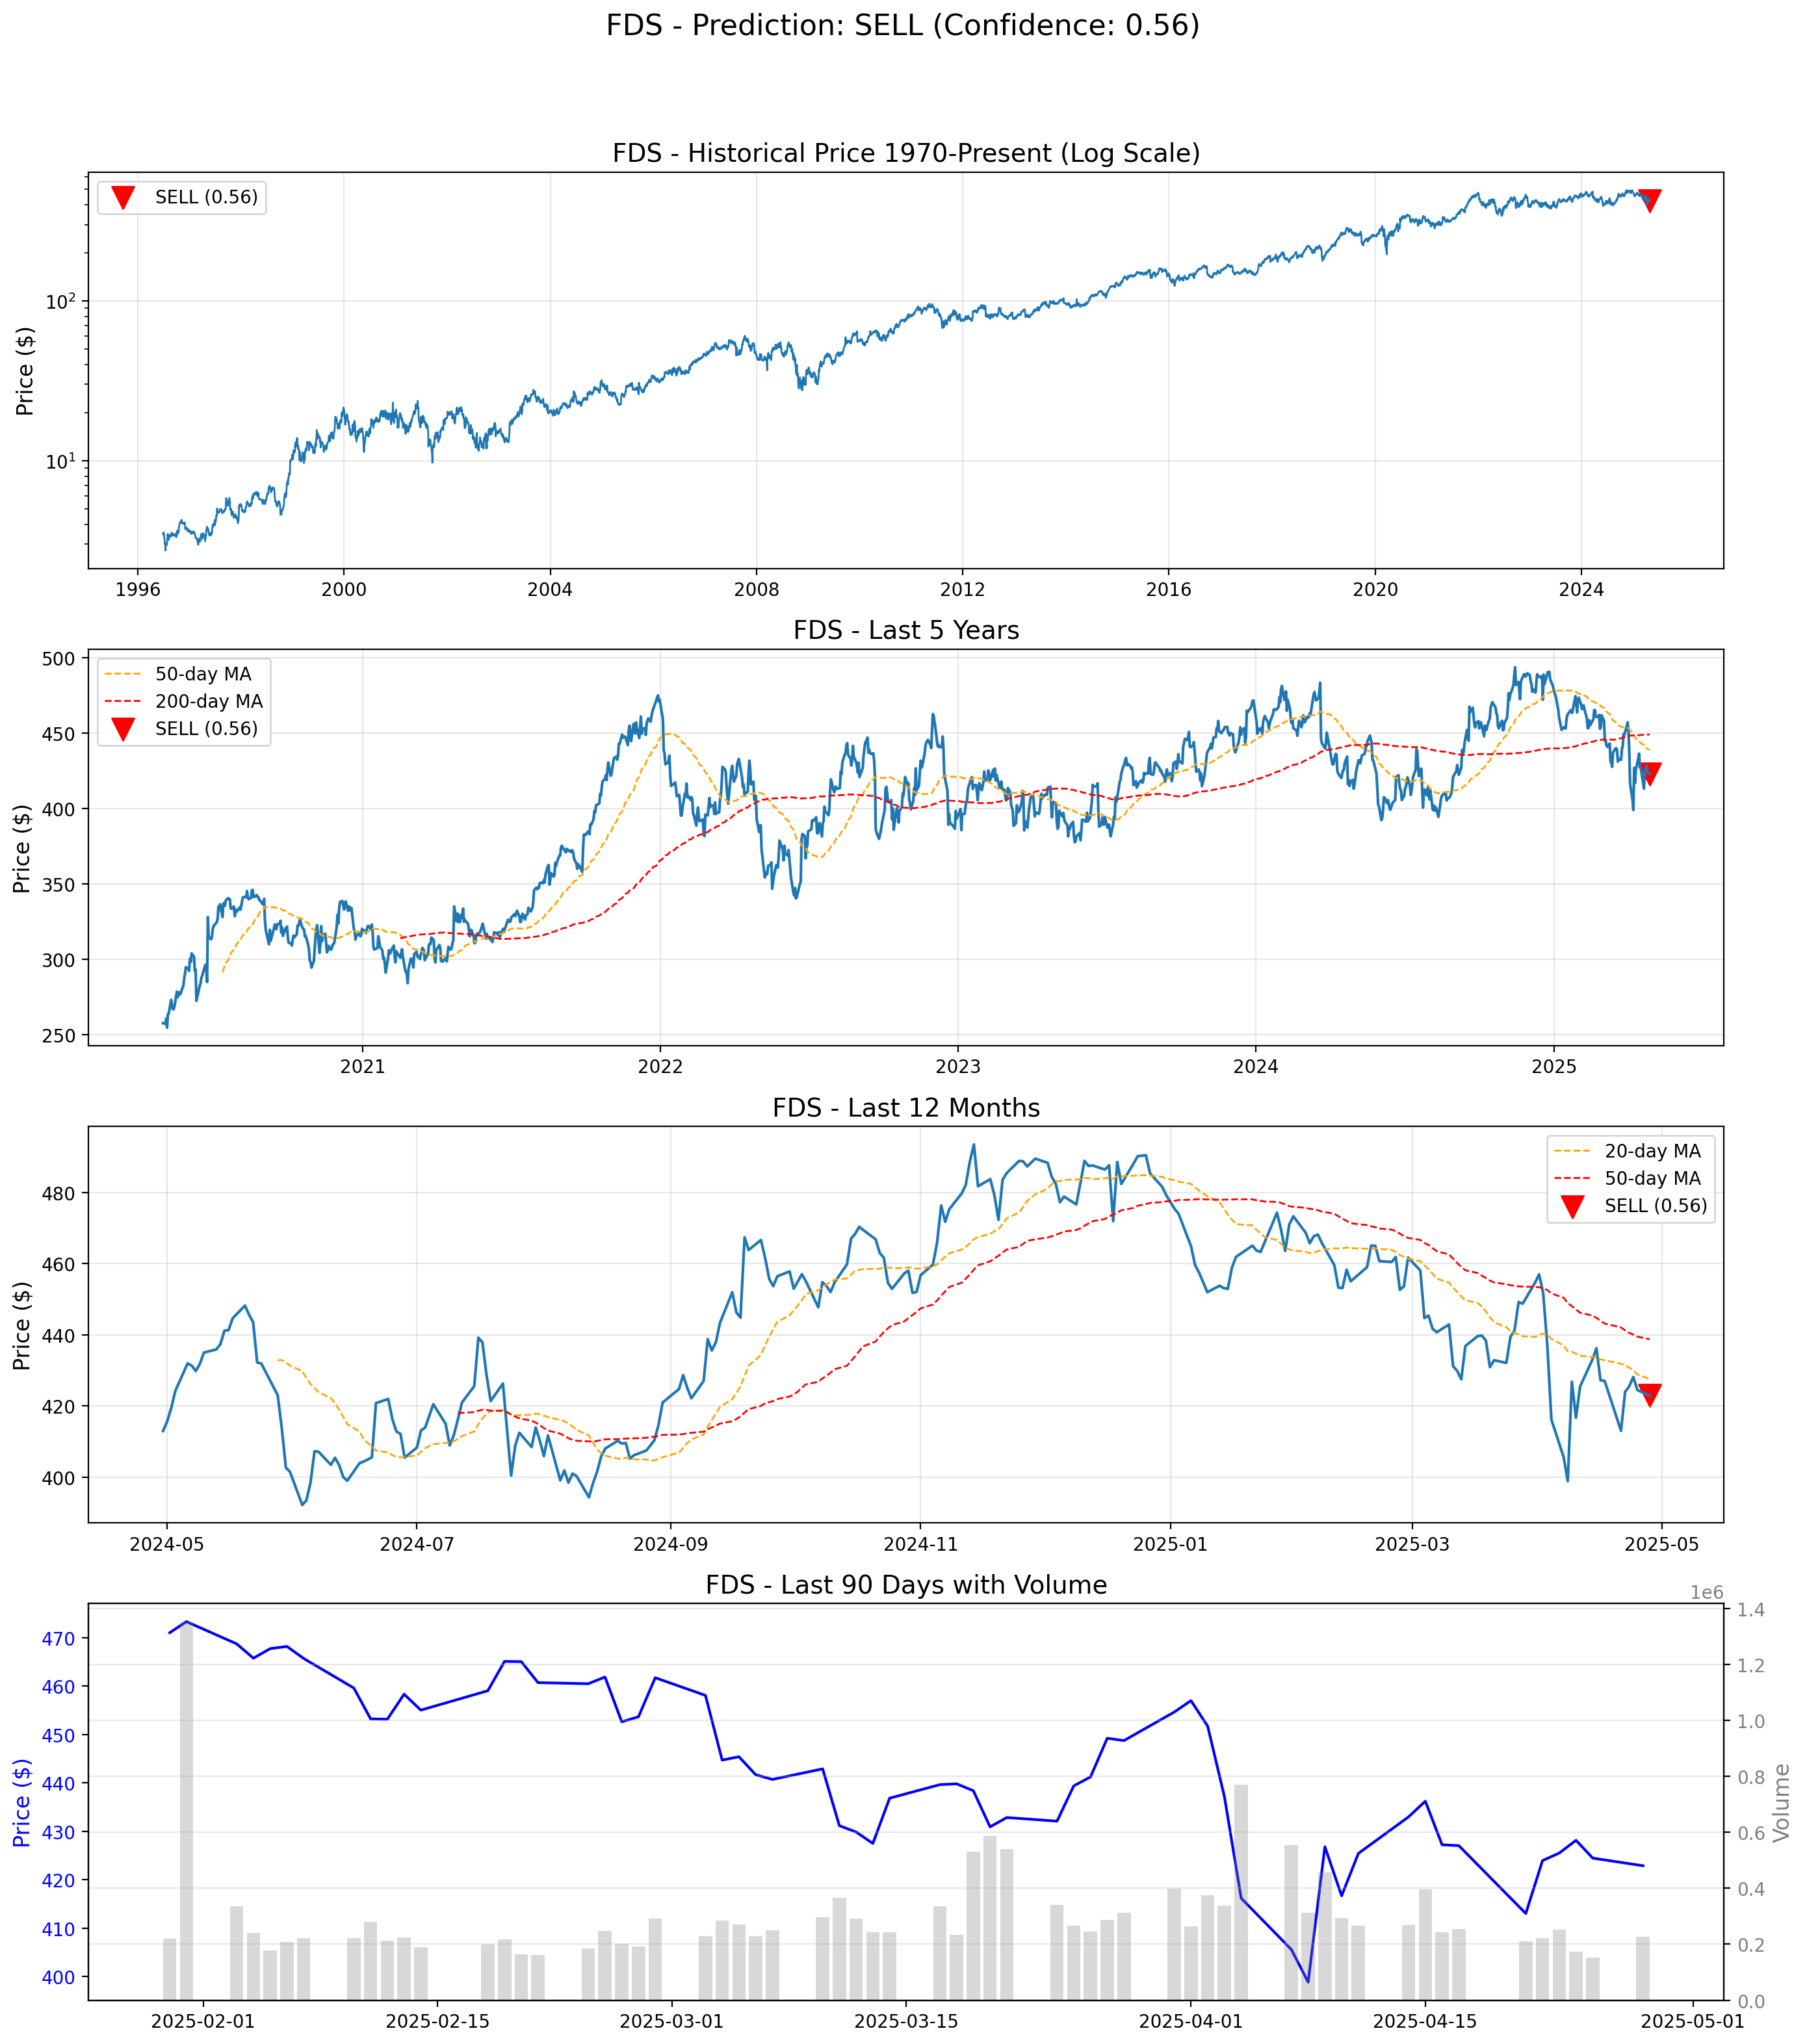 FDS - Prediction: SELL (Confidence: 0.56)
FDS - Historical Price 1970-Present (Log Scale)
SELL (0.56)
Price ($)
10²
10¹
1996 2000 2004 2008 2012 2016 2020 2024
FDS - Last 5 Years
50-day MA
200-day MA
SELL (0.56)
Price ($)
500
450
400
350
300
250
2021 2022 2023 2024 2025
FDS - Last 12 Months
20-day MA
50-day MA
SELL (0.56)
Price ($)
480
460
440
420
400
2024-05 2024-07 2024-09 2024-11 2025-01 2025-03 2025-05
FDS - Last 90 Days with Volume
1e6
Price ($)
470
460
450
440
430
420
410
400
1.4
1.2
1.0
0.8
0.6
0.4
0.2
0.0
Volume
2025-02-01 2025-02-15 2025-03-01 2025-03-15 2025-04-01 2025-04-15 2025-05-01